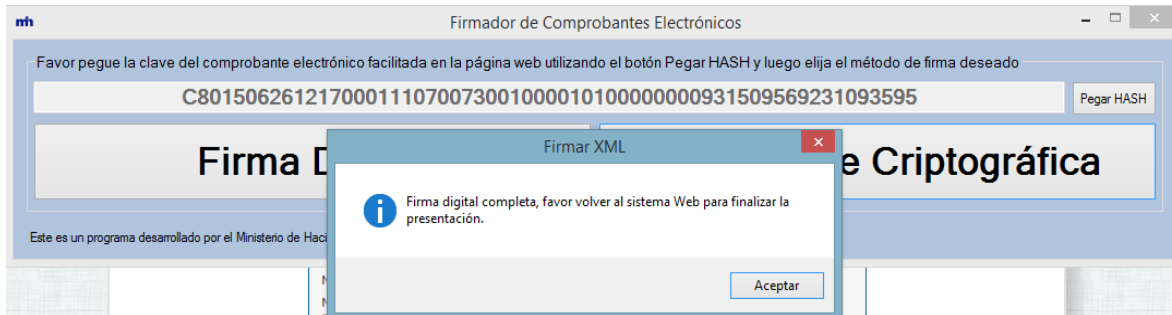 mh
Firmador de Comprobantes Electrónicos
Favor pegue la clave del comprobante electrónico facilitada en la página web utilizando el botón Pegar HASH y luego elija el método de firma deseado
C80150626121700011107007300100001010000000093150956923109​3595
Pegar HASH
Firma
e Criptográfica
Firmar XML
Firma digital completa, favor volver al sistema Web para finalizar la
presentación.
Este es un programa desarrollado por el Ministerio de
Aceptar